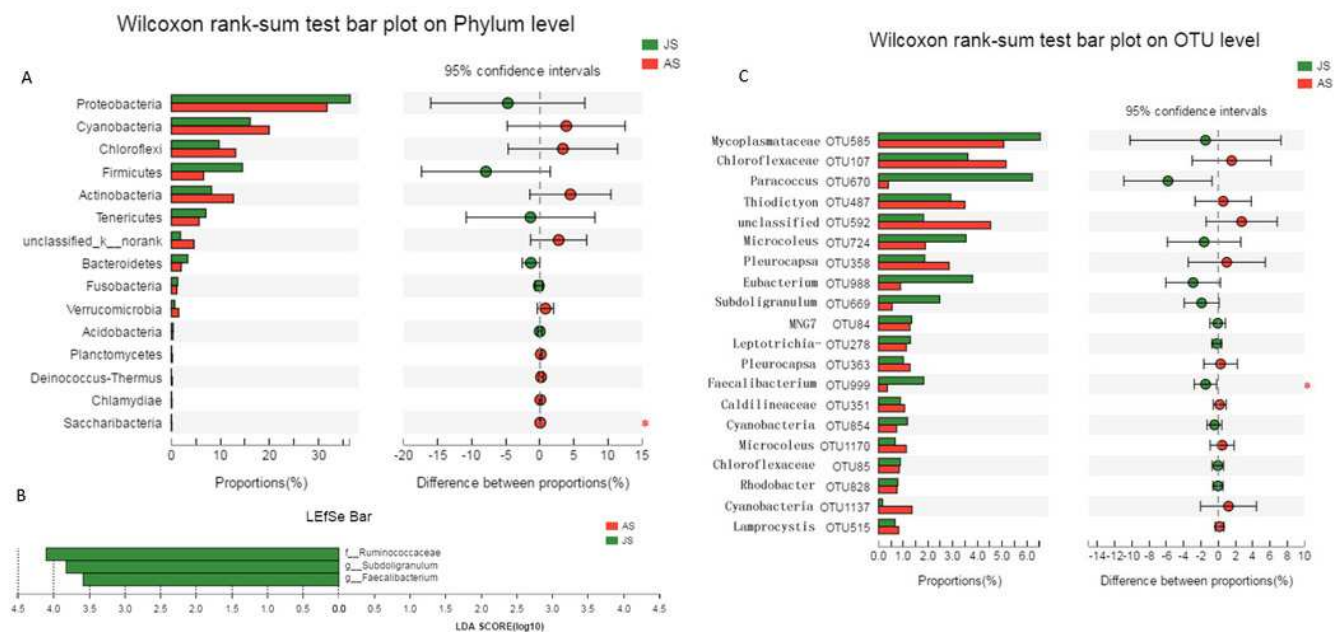 Wilcoxon rank-sum test bar plot on Phylum level
JS
AS
A
95% confidence intervals
Proteobacteria
Cyanobacteria
Chloroflexi
Firmicutes
Actinobacteria
Tenericutes
unclassified_k__norank
Bacteroidetes
Fusobacteria
Verrucomicrobia
Acidobacteria
Planctomycetes
Deinococcus-Thermus
Chlamydiae
Saccharibacteria
*
0 10 20 30
-20 -15 -10 -5 0 5 10 15
Proportions(%)
Difference between proportions(%)
B
LEfSe Bar
AS
JS
f__Ruminococcaceae
g__Subdoligranulum
g__Faecalibacterium
4.5 4.0 3.5 3.0 2.5 2.0 1.5 1.0 0.5 0.0 0.5 1.0 1.5 2.0 2.5 3.0 3.5 4.0 4.5
LDA SCORE(log10)
Wilcoxon rank-sum test bar plot on OTU level
C
JS
AS
95% confidence intervals
Mycoplasmataceae OTU585
Chloroflexaceae OTU107
Paracoccus OTU670
Thiodictyon OTU487
unclassified OTU592
Microcoleus OTU724
Pleurocapsa OTU358
Eubacterium OTU988
Subdoligranulum OTU669
MNG7 OTU84
Leptotrichia- OTU278
Pleurocapsa OTU363
Faecalibacterium OTU999
*
Caldilineaceae OTU351
Cyanobacteria OTU854
Microcoleus OTU1170
Chloroflexaceae OTU85
Rhodobacter OTU828
Cyanobacteria OTU1137
Lamprocystis OTU515
0.0 1.0 2.0 3.0 4.0 5.0 6.0
-14 -12 -10 -8 -6 -4 -2 0 2 4 6 8 10
Proportions(%)
Difference between proportions(%)